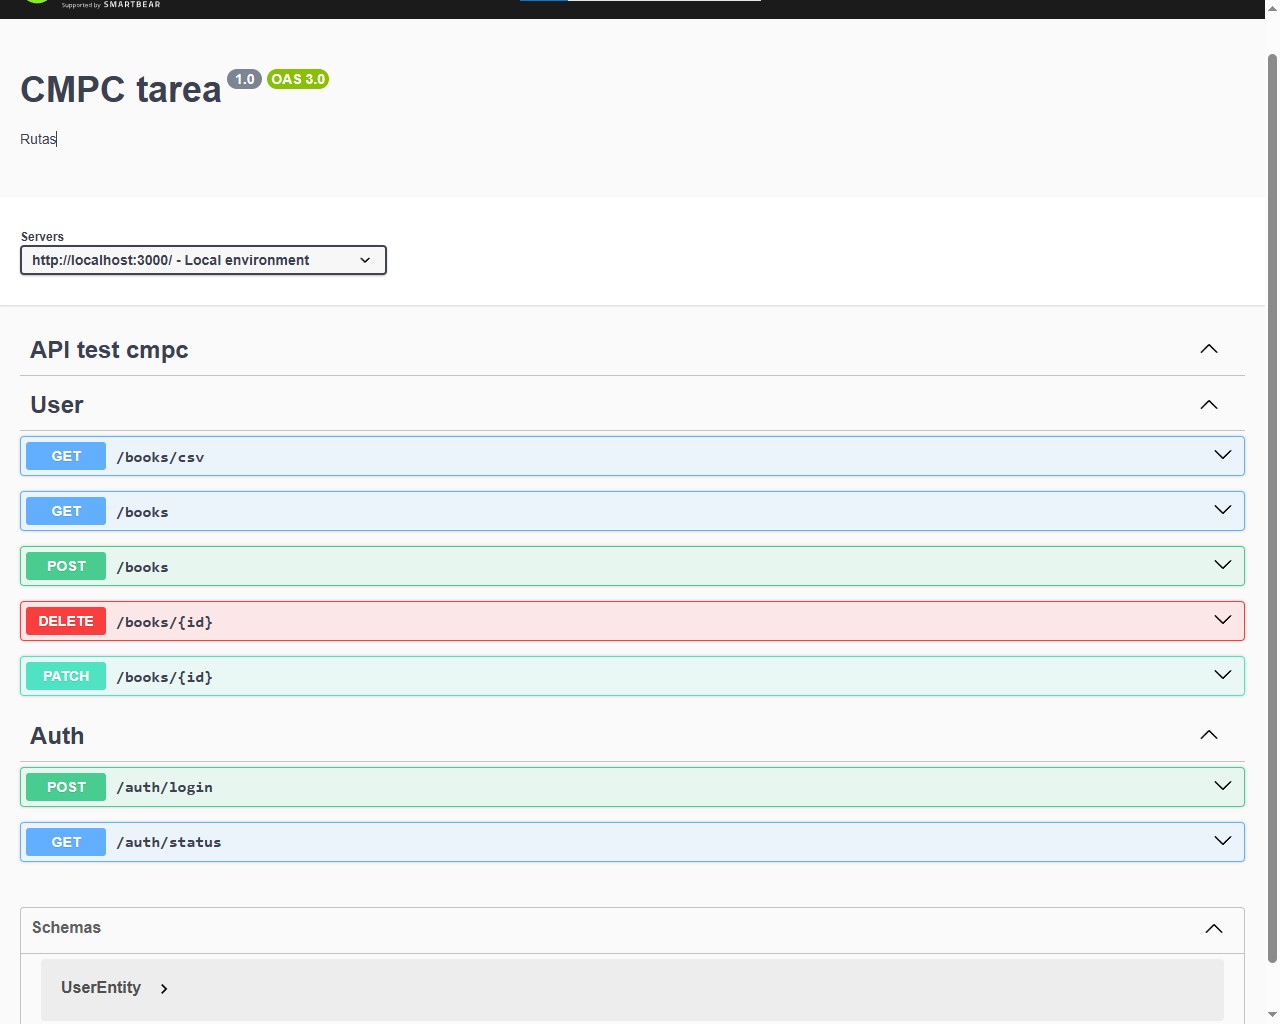 Supported by SMARTBEAR
CMPC tarea 1.0 OAS 3.0
Rutas
Servers
http://localhost:3000/ - Local environment
API test cmpc
User
GET /books/csv
GET /books
POST /books
DELETE /books/{id}
PATCH /books/{id}
Auth
POST /auth/login
GET /auth/status
Schemas
UserEntity